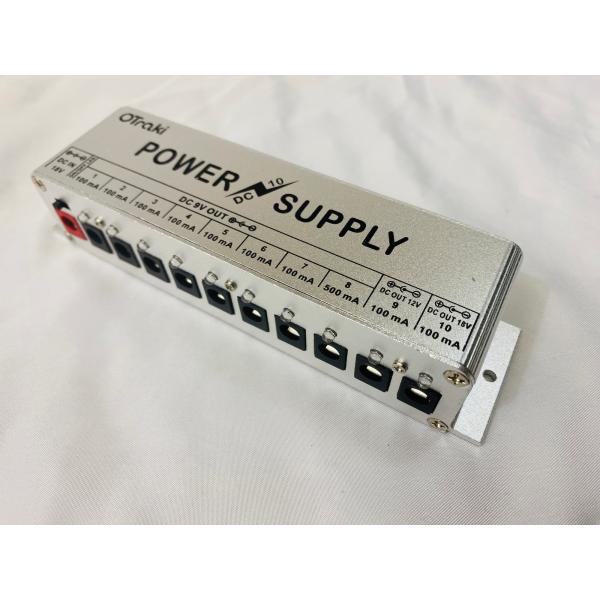 OTraki
POWER DC 10 SUPPLY
DC IN
18V
DC 9V OUT
1
100 mA
2
100 mA
3
100 mA
4
100 mA
5
100 mA
6
100 mA
7
100 mA
8
500 mA
DC OUT 12V
9
100 mA
DC OUT 18V
10
100 mA